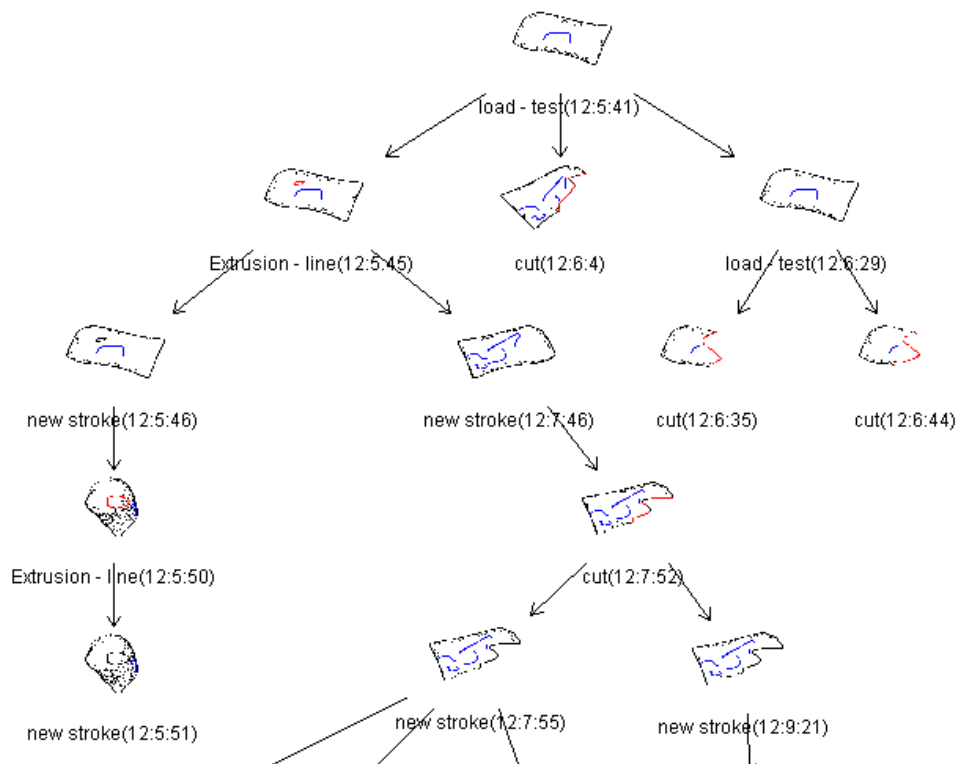 load - test(12:5:41)
Extrusion - line(12:5:45)
cut(12:6:4)
load - test(12:6:29)
new stroke(12:5:46)
new stroke(12:7:46)
cut(12:6:35)
cut(12:6:44)
Extrusion - line(12:5:50)
cut(12:7:52)
new stroke(12:5:51)
new stroke(12:7:55)
new stroke(12:9:21)